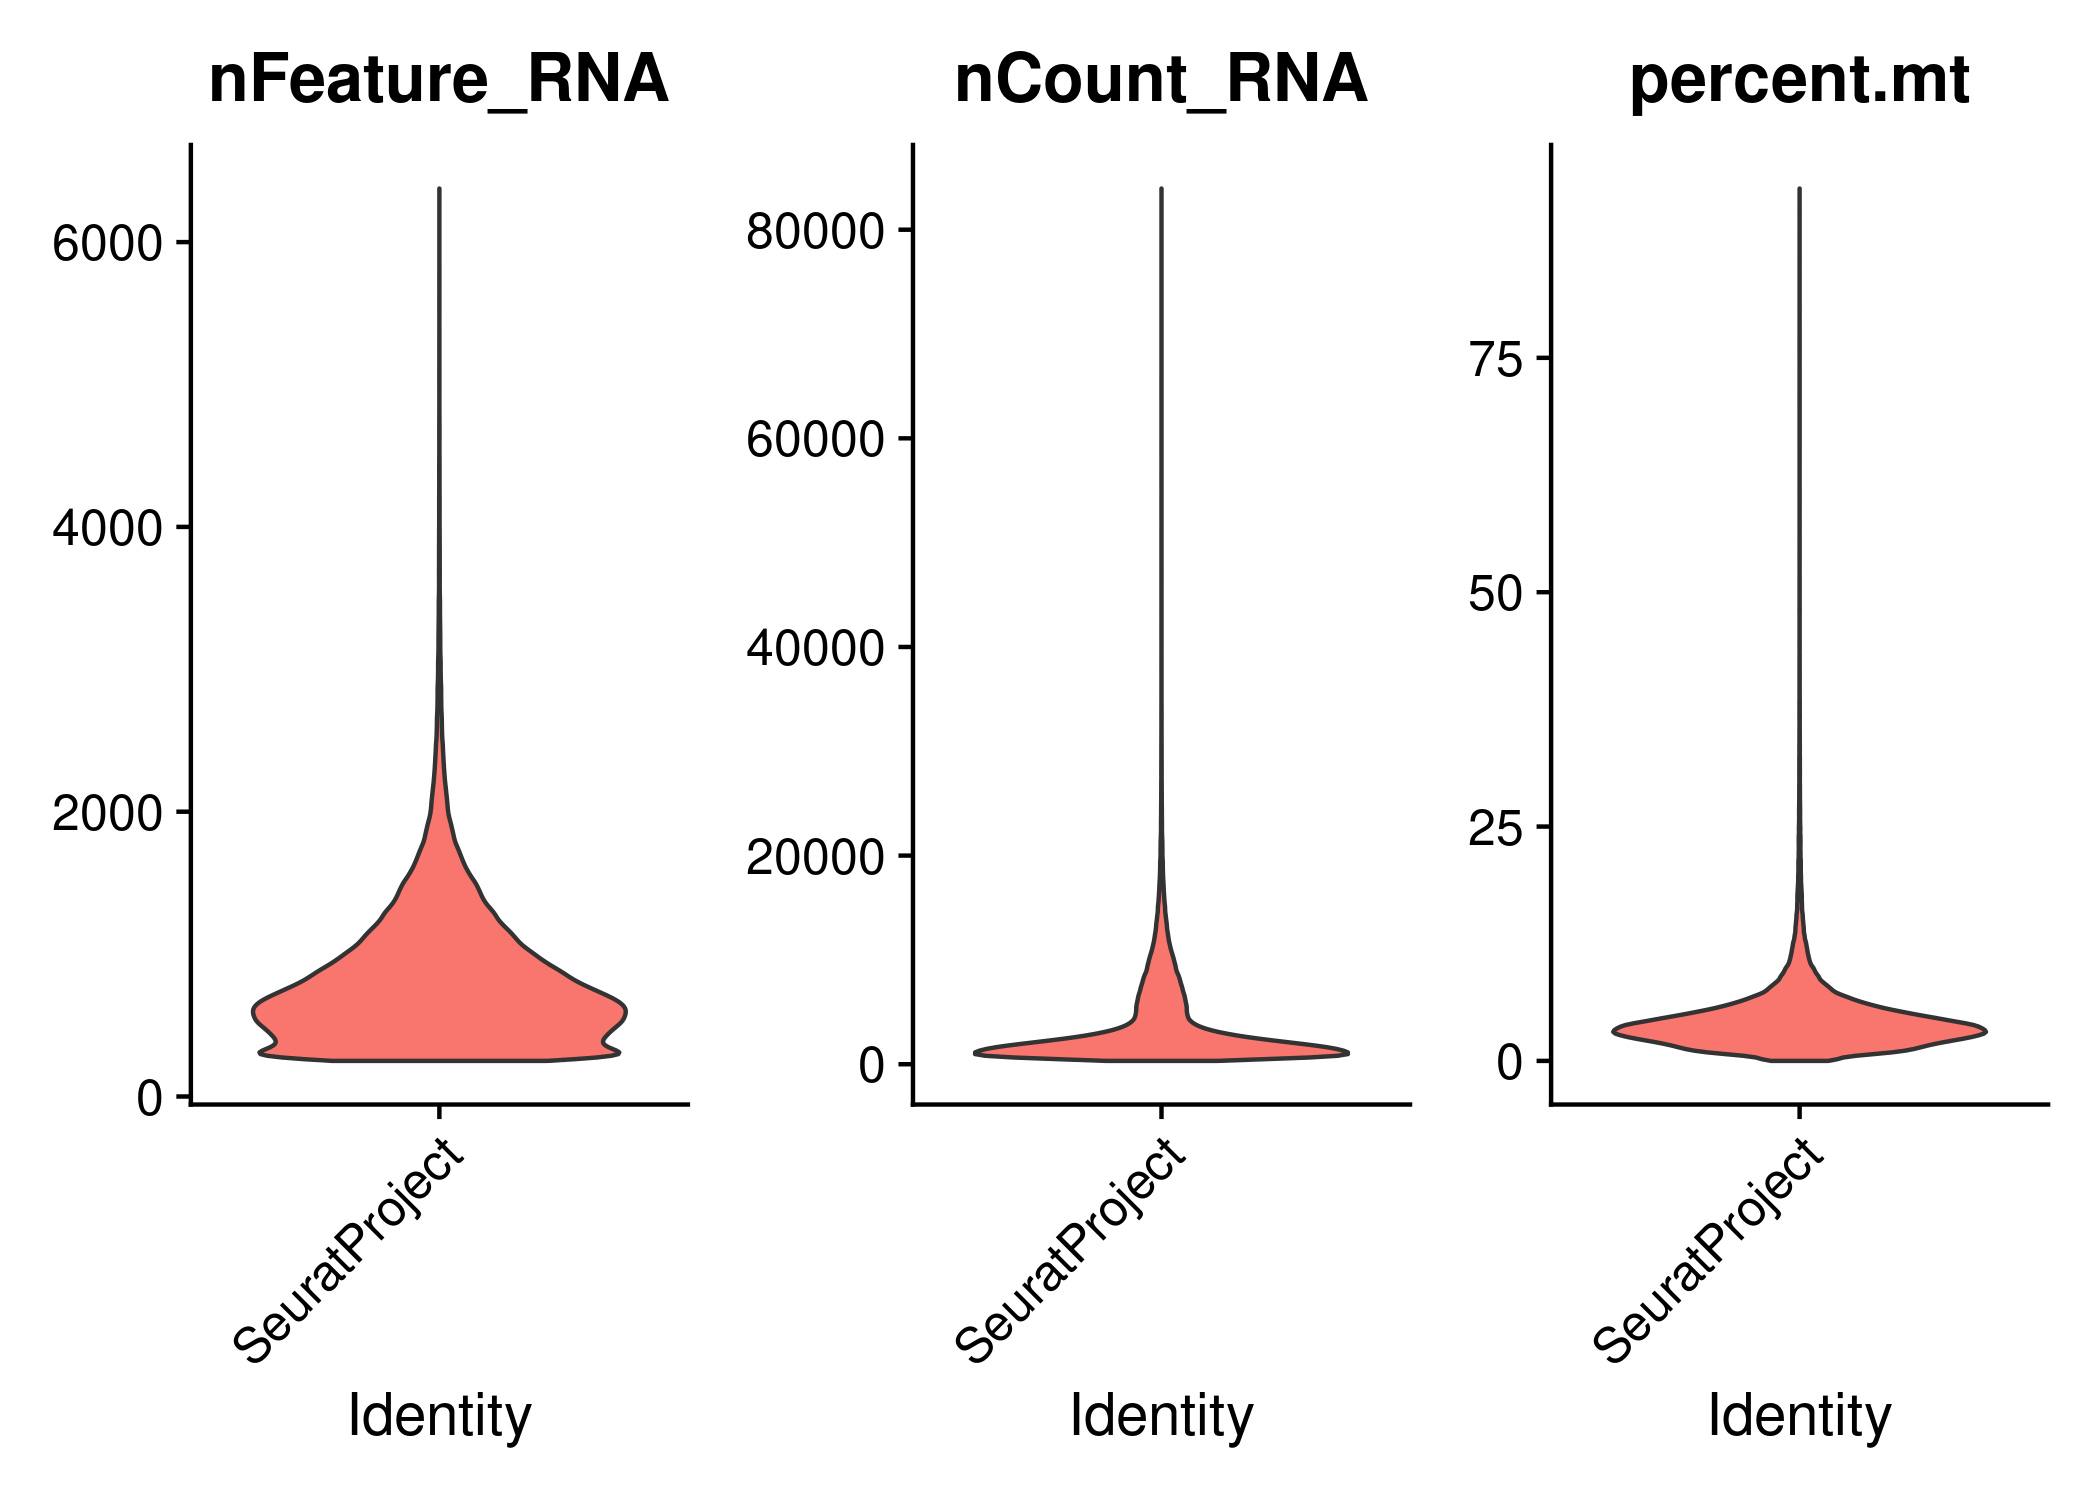 nFeature_RNA
6000
4000
2000
0
SeuratProject
Identity
nCount_RNA
80000
60000
40000
20000
0
SeuratProject
Identity
percent.mt
75
50
25
0
SeuratProject
Identity